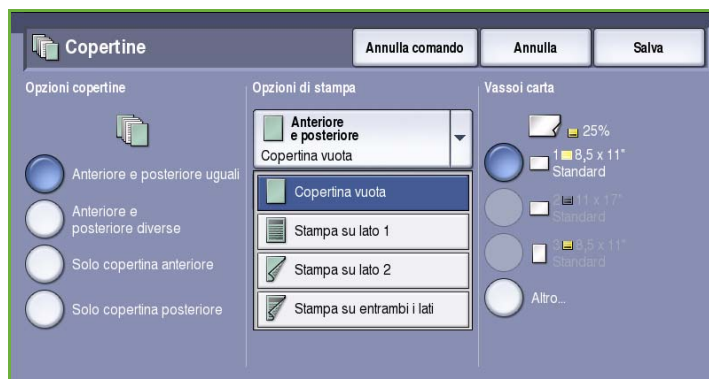 Copertine
Annulla comando
Annulla
Salva
Opzioni copertine
Opzioni di stampa
Vassoi carta
Anteriore e posteriore uguali
Anteriore e
posteriore diverse
Solo copertina anteriore
Solo copertina posteriore
Anteriore
e posteriore
Copertina vuota
Copertina vuota
Stampa su lato 1
Stampa su lato 2
Stampa su entrambi i lati
25%
1 8,5 x 11"
Standard
2 11 x 17"
Standard
3 8,5 x 11"
Standard
Altro...